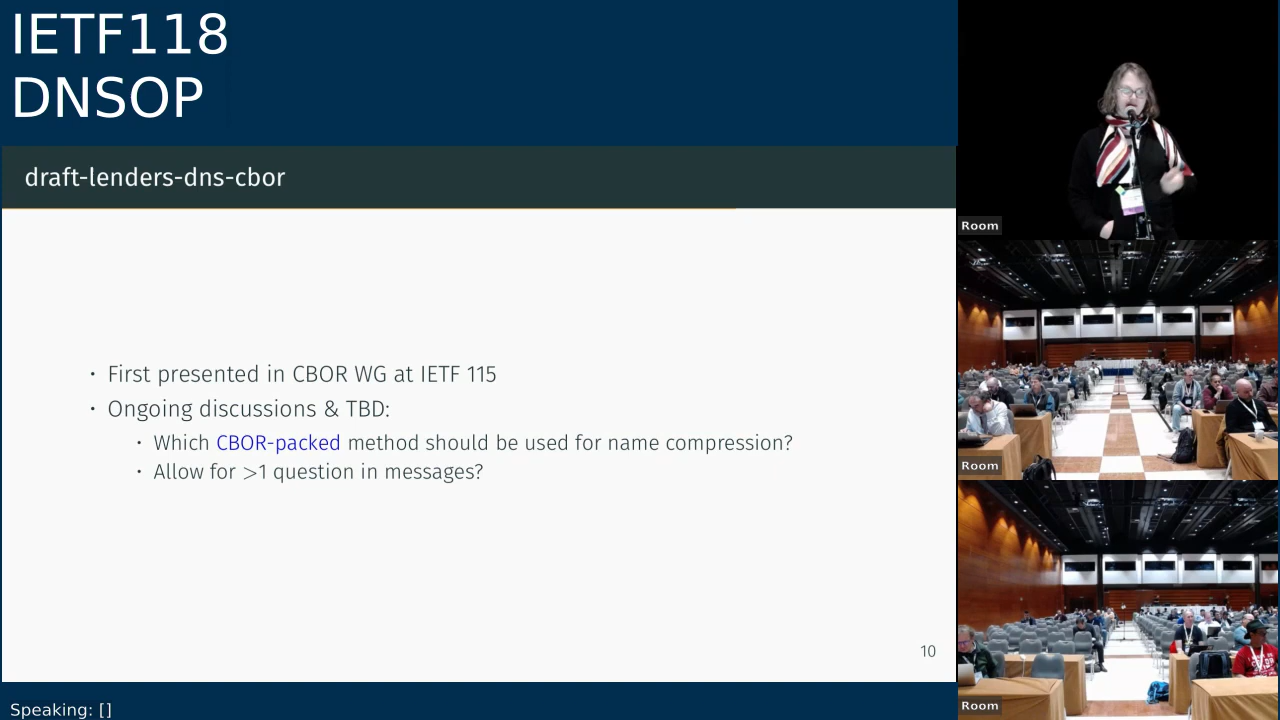 IETF118
DNSOP
draft-lenders-dns-cbor
• First presented in CBOR WG at IETF 115
• Ongoing discussions & TBD:
• Which CBOR-packed method should be used for name compression?
• Allow for >1 question in messages?
10
Speaking: []
Room
Room
Room